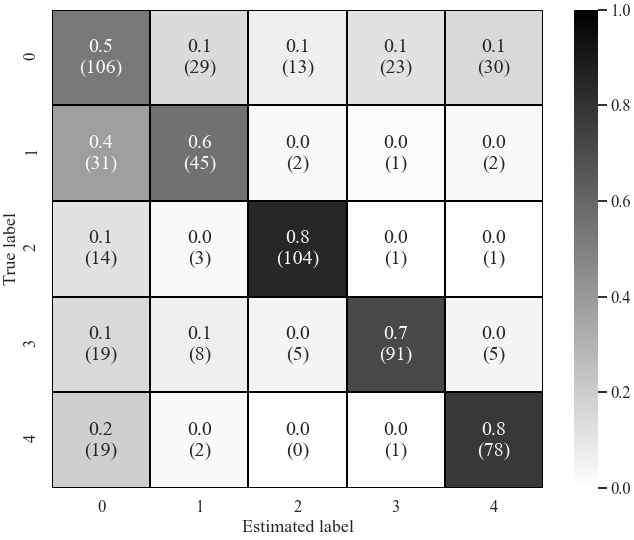 0.5 0.1 0.1 0.1 0.1 1.0
0 (106) (29) (13) (23) (30)
0.8
0.4 0.6 0.0 0.0 0.0
1 (31) (45) (2) (1) (2)
0.6
True label
0.1 0.0 0.8 0.0 0.0
2 (14) (3) (104) (1) (1)
0.4
0.1 0.1 0.0 0.7 0.0
3 (19) (8) (5) (91) (5)
0.2
0.2 0.0 0.0 0.0 0.8
4 (19) (2) (0) (1) (78)
0.0
0 1 2 3 4
Estimated label